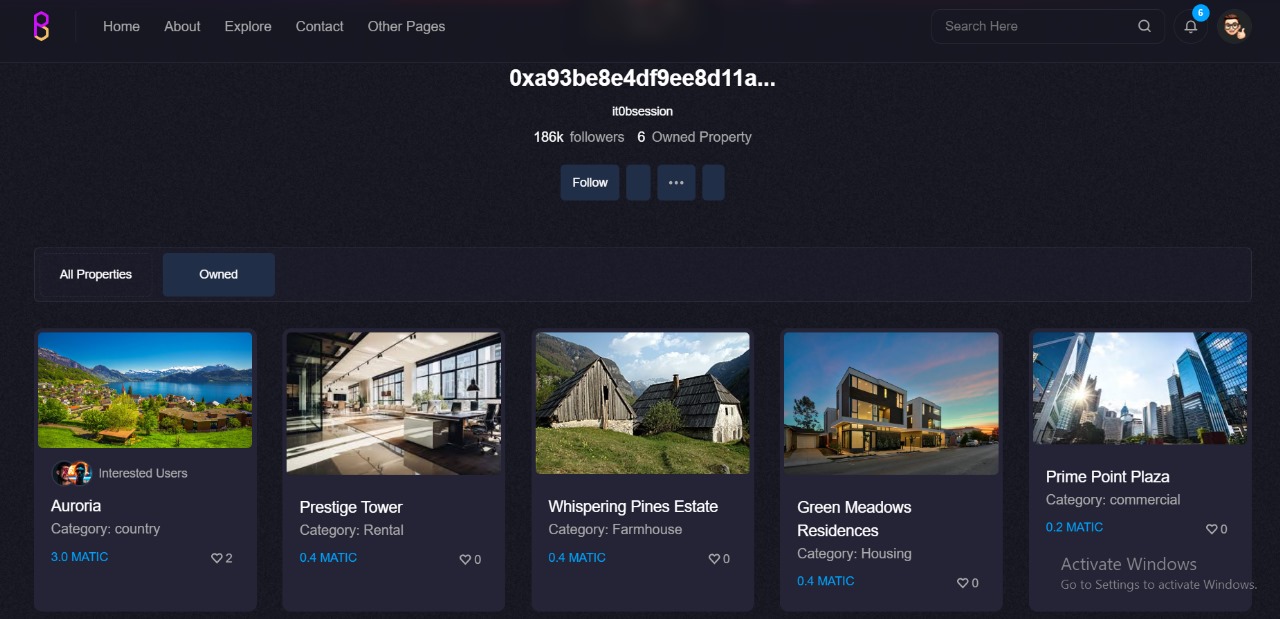 Home About Explore Contact Other Pages Search Here 6
0xa93be8e4df9ee8d11a...
it0bsession
186k followers 6 Owned Property
Follow ...
All Properties Owned
Interested Users
Auroria
Category: country
3.0 MATIC 2
Prestige Tower
Category: Rental
0.4 MATIC 0
Whispering Pines Estate
Category: Farmhouse
0.4 MATIC 0
Green Meadows
Residences
Category: Housing
0.4 MATIC 0
Prime Point Plaza
Category: commercial
0.2 MATIC 0
Activate Windows
Go to Settings to activate Windows.